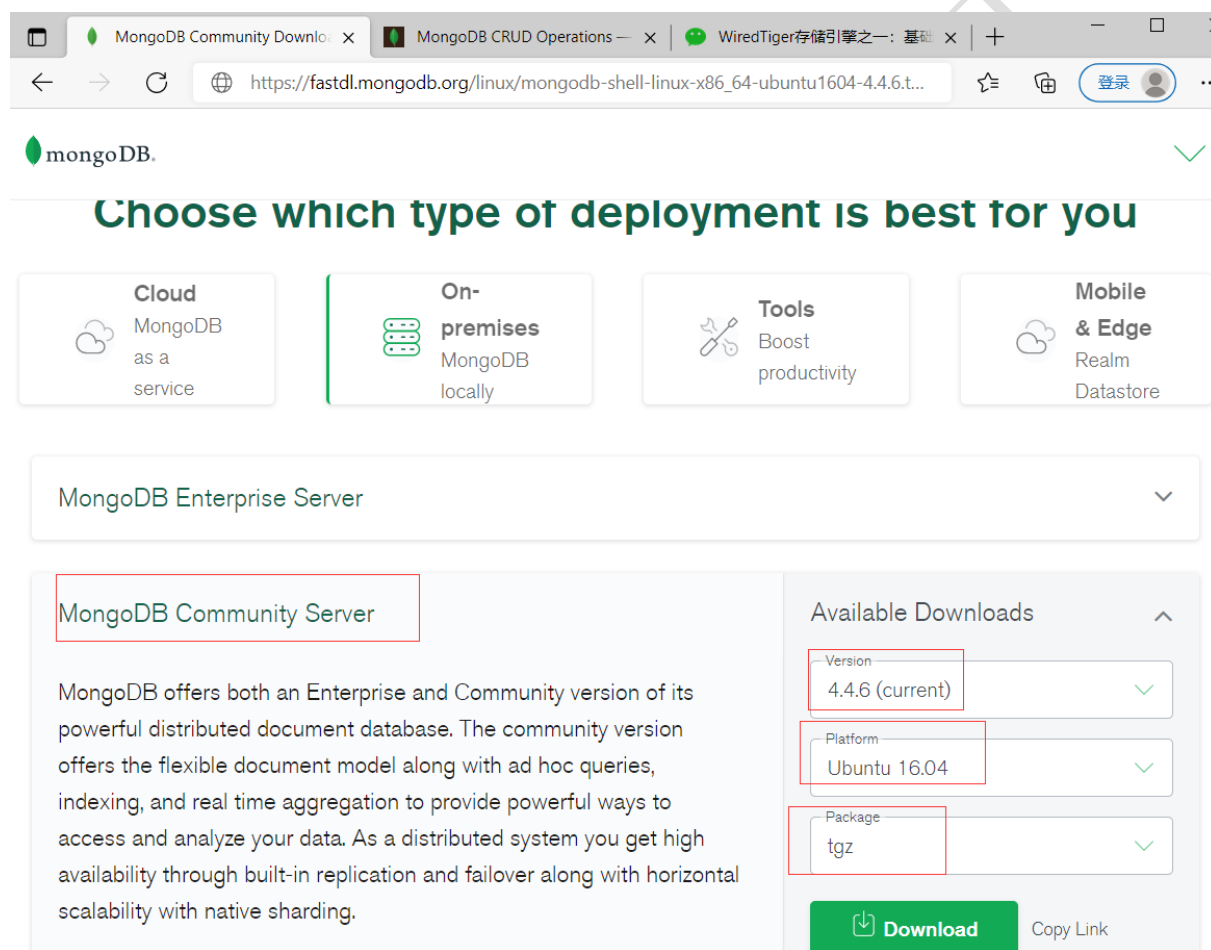 MongoDB Community Downlo
MongoDB CRUD Operations —
WiredTiger存储引擎之一：基础
https://fastdl.mongodb.org/linux/mongodb-shell-linux-x86_64-ubuntu1604-4.4.6.t...
登录
mongoDB.
Choose which type of deployment is best for you
Cloud
MongoDB
as a
service
On-
premises
MongoDB
locally
Tools
Boost
productivity
Mobile
& Edge
Realm
Datastore
MongoDB Enterprise Server
MongoDB Community Server
MongoDB offers both an Enterprise and Community version of its
powerful distributed document database. The community version
offers the flexible document model along with ad hoc queries,
indexing, and real time aggregation to provide powerful ways to
access and analyze your data. As a distributed system you get high
availability through built-in replication and failover along with horizontal
scalability with native sharding.
Available Downloads
Version
4.4.6 (current)
Platform
Ubuntu 16.04
Package
tgz
Download
Copy Link